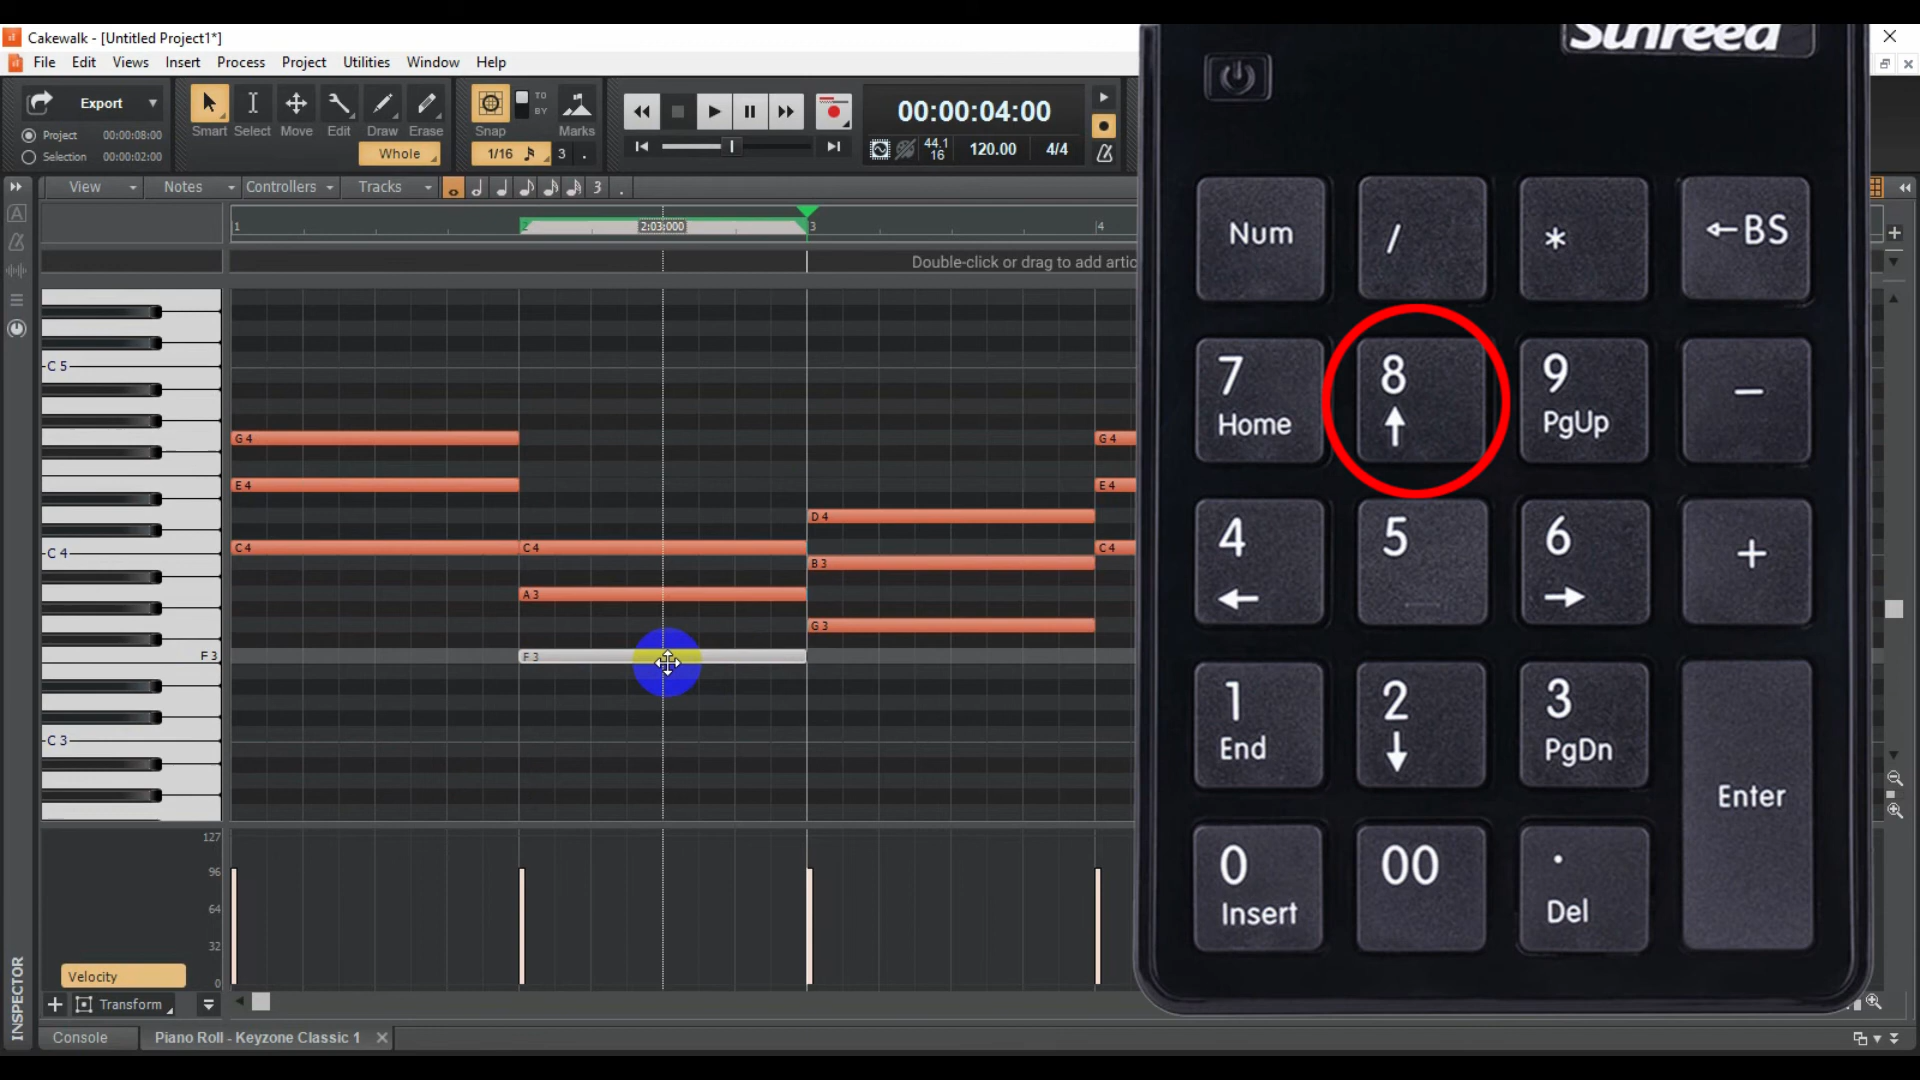 Cakewalk - [Untitled Project1*]
File Edit Views Insert Process Project Utilities Window Help
Sunreed
Export
Project 00:00:08:00
Selection 00:00:02:00
Smart Select Move Edit Draw Erase
Whole
Snap
TO
BY
Marks
1/16 3 .
00:00:04:00
44.1
16
120.00 4/4
View Notes Controllers Tracks 3 .
1 2 2:03:000 3 4
Double-click or drag to add artic
C 5
C 4
F 3
C 3
G 4 G 4
E 4 E 4
D 4
C 4 C 4 C 4
B 3
A 3
G 3
F 3
127
96
64
32
0
Velocity
Transform
INSPECTOR
Console Piano Roll - Keyzone Classic 1
Num / * ←BS
7 Home 8 ↑ 9 PgUp −
4 ← 5 6 → +
1 End 2 ↓ 3 PgDn Enter
0 Insert 00 . Del